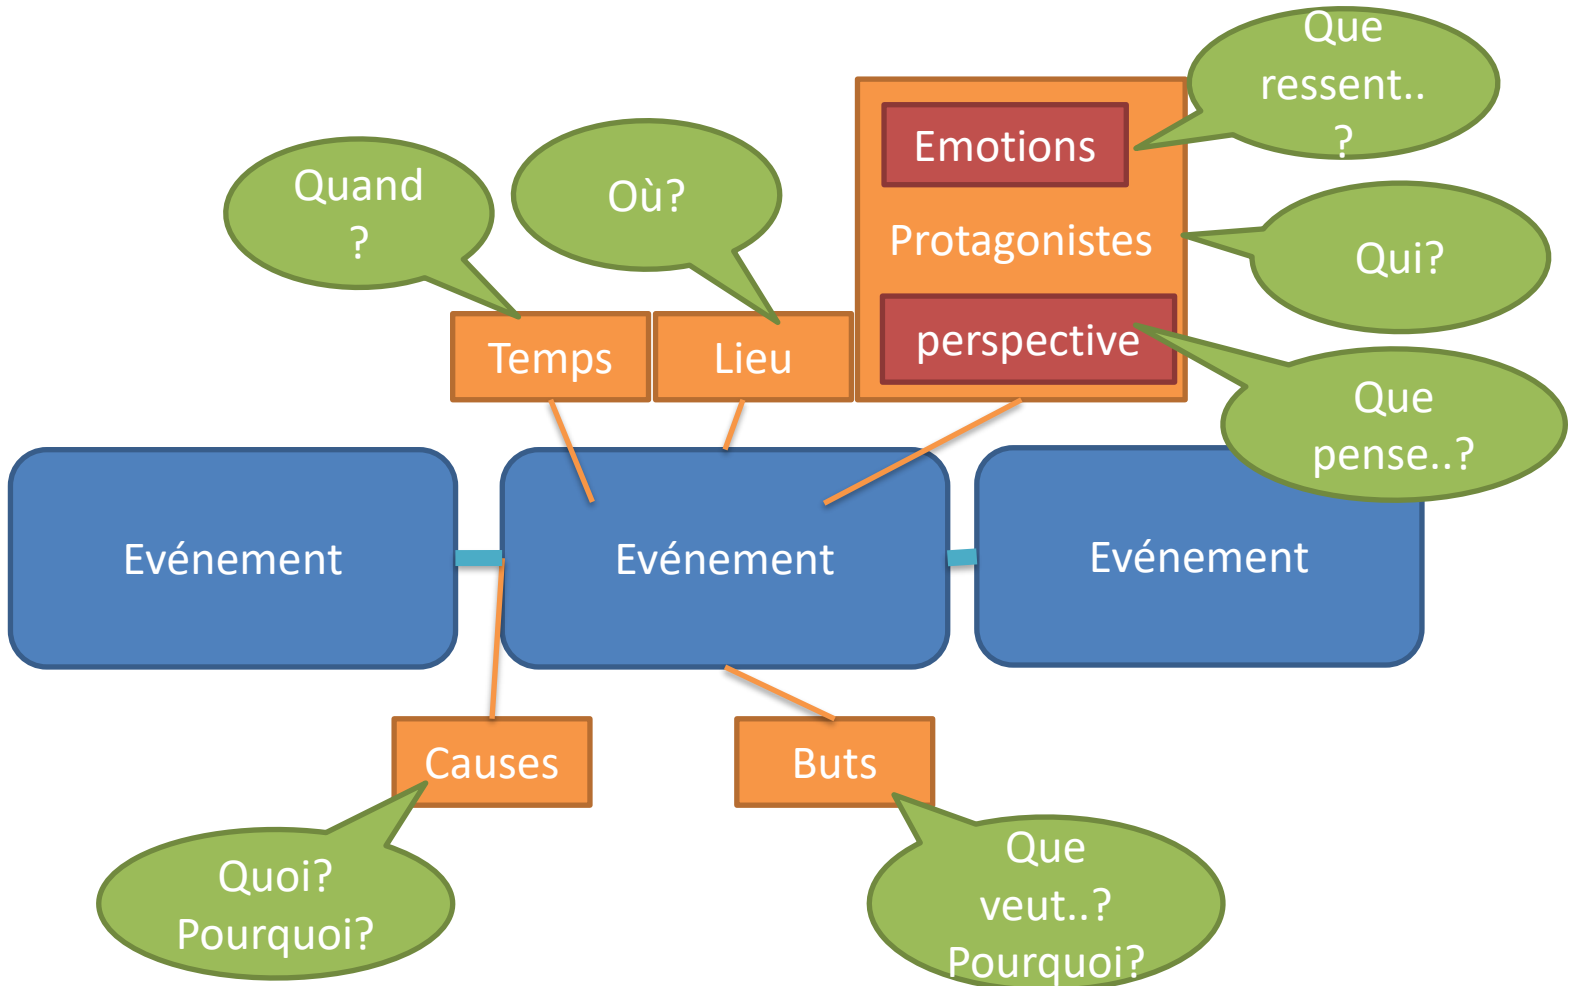 Que
ressent..
?
Emotions
Quand
?
Où?
Protagonistes
Qui?
Temps
Lieu
perspective
Que
pense..?
Evénement
Evénement
Evénement
Causes
Buts
Quoi?
Pourquoi?
Que
veut..?
Pourquoi?